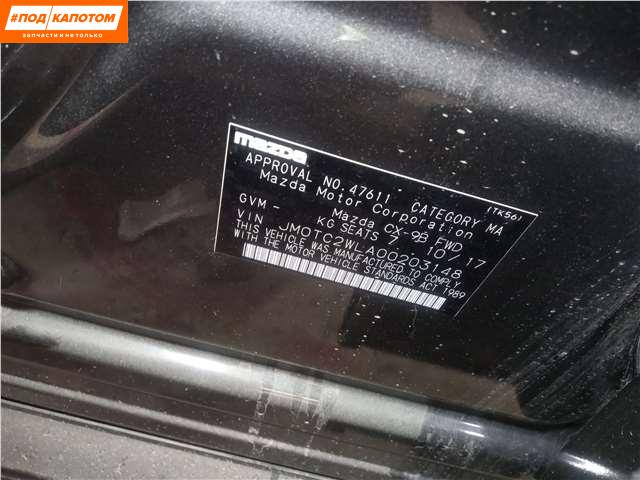 #ПОД КАПОТОМ
ЗАПЧАСТИ И НЕ ТОЛЬКО
mazda
(TK56)
APPROVAL NO. 47611 CATEGORY MA
Mazda Motor Corporation
Mazda CX-9B FWD
GVM - KG SEATS 7 10/17
VIN JM0TC2WLA00203148
THIS VEHICLE WAS MANUFACTURED TO COMPLY
WITH THE MOTOR VEHICLE STANDARDS ACT 1989